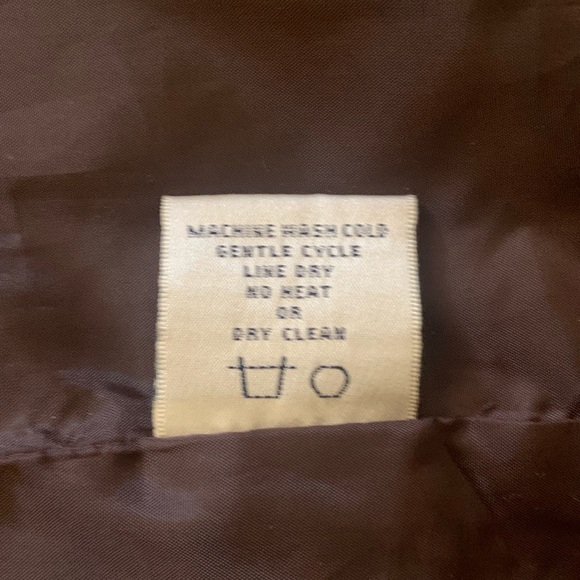 MACHINE WASH COLD
GENTLE CYCLE
LINE DRY
NO HEAT
OR
DRY CLEAN